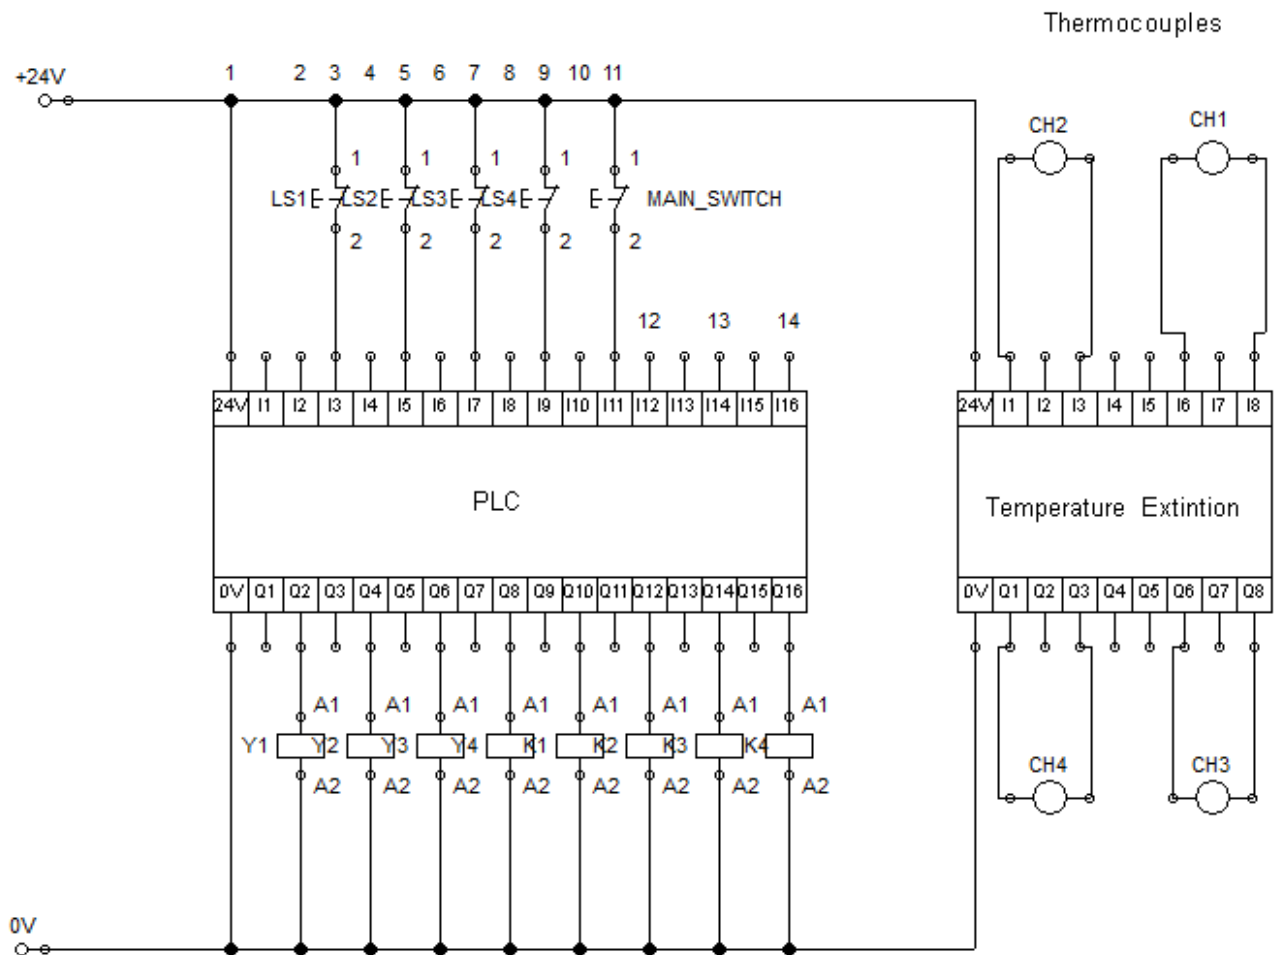 Thermocouples
+24V 1 2 3 4 5 6 7 8 9 10 11
CH2 CH1
1 1 1 1 1
LS1 LS2 LS3 LS4 MAIN_SWITCH
2 2 2 2 2
12 13 14
24V I1 I2 I3 I4 I5 I6 I7 I8 I9 I10 I11 I12 I13 I14 I15 I16
24V I1 I2 I3 I4 I5 I6 I7 I8
PLC
Temperature Extintion
0V Q1 Q2 Q3 Q4 Q5 Q6 Q7 Q8 Q9 Q10 Q11 Q12 Q13 Q14 Q15 Q16
0V Q1 Q2 Q3 Q4 Q5 Q6 Q7 Q8
A1 A1 A1 A1 A1 A1 A1 A1
Y1 Y2 Y3 Y4 K1 K2 K3 K4
A2 A2 A2 A2 A2 A2 A2 A2
CH4 CH3
0V